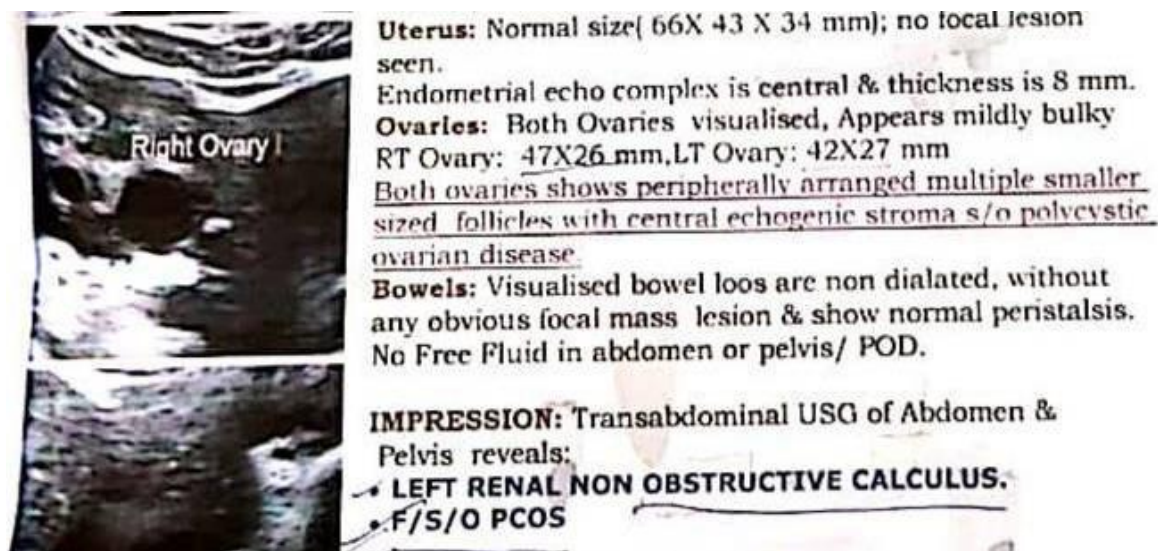 Right Ovary
Uterus: Normal size( 66X 43 X 34 mm); no focal lesion
seen.
Endometrial echo complex is central & thickness is 8 mm.
Ovaries: Both Ovaries visualised, Appears mildly bulky
RT Ovary: 47X26 mm,LT Ovary: 42X27 mm
Both ovaries shows peripherally arranged multiple smaller
sized follicles with central echogenic stroma s/o polycystic
ovarian disease
Bowels: Visualised bowel loos are non dialated, without
any obvious focal mass lesion & show normal peristalsis.
No Free Fluid in abdomen or pelvis/ POD.
IMPRESSION: Transabdominal USG of Abdomen &
Pelvis reveals:
• LEFT RENAL NON OBSTRUCTIVE CALCULUS.
• F/S/O PCOS